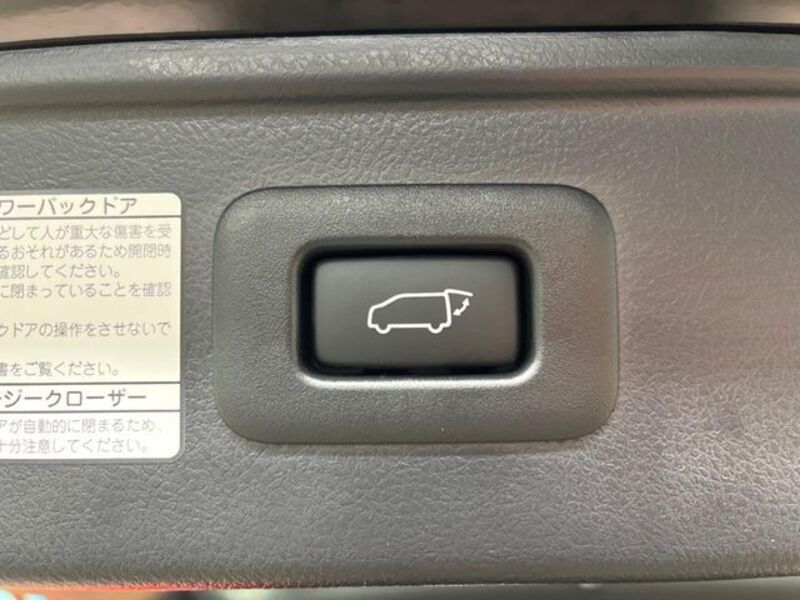 ワーバックドア
どして人が重大な傷害を受
るおそれがあるため開閉時
確認してください。
に閉まっていることを確認
クドアの操作をさせないで
書をご覧ください。
ージークローザー
アが自動的に閉まるため、
十分注意してください。